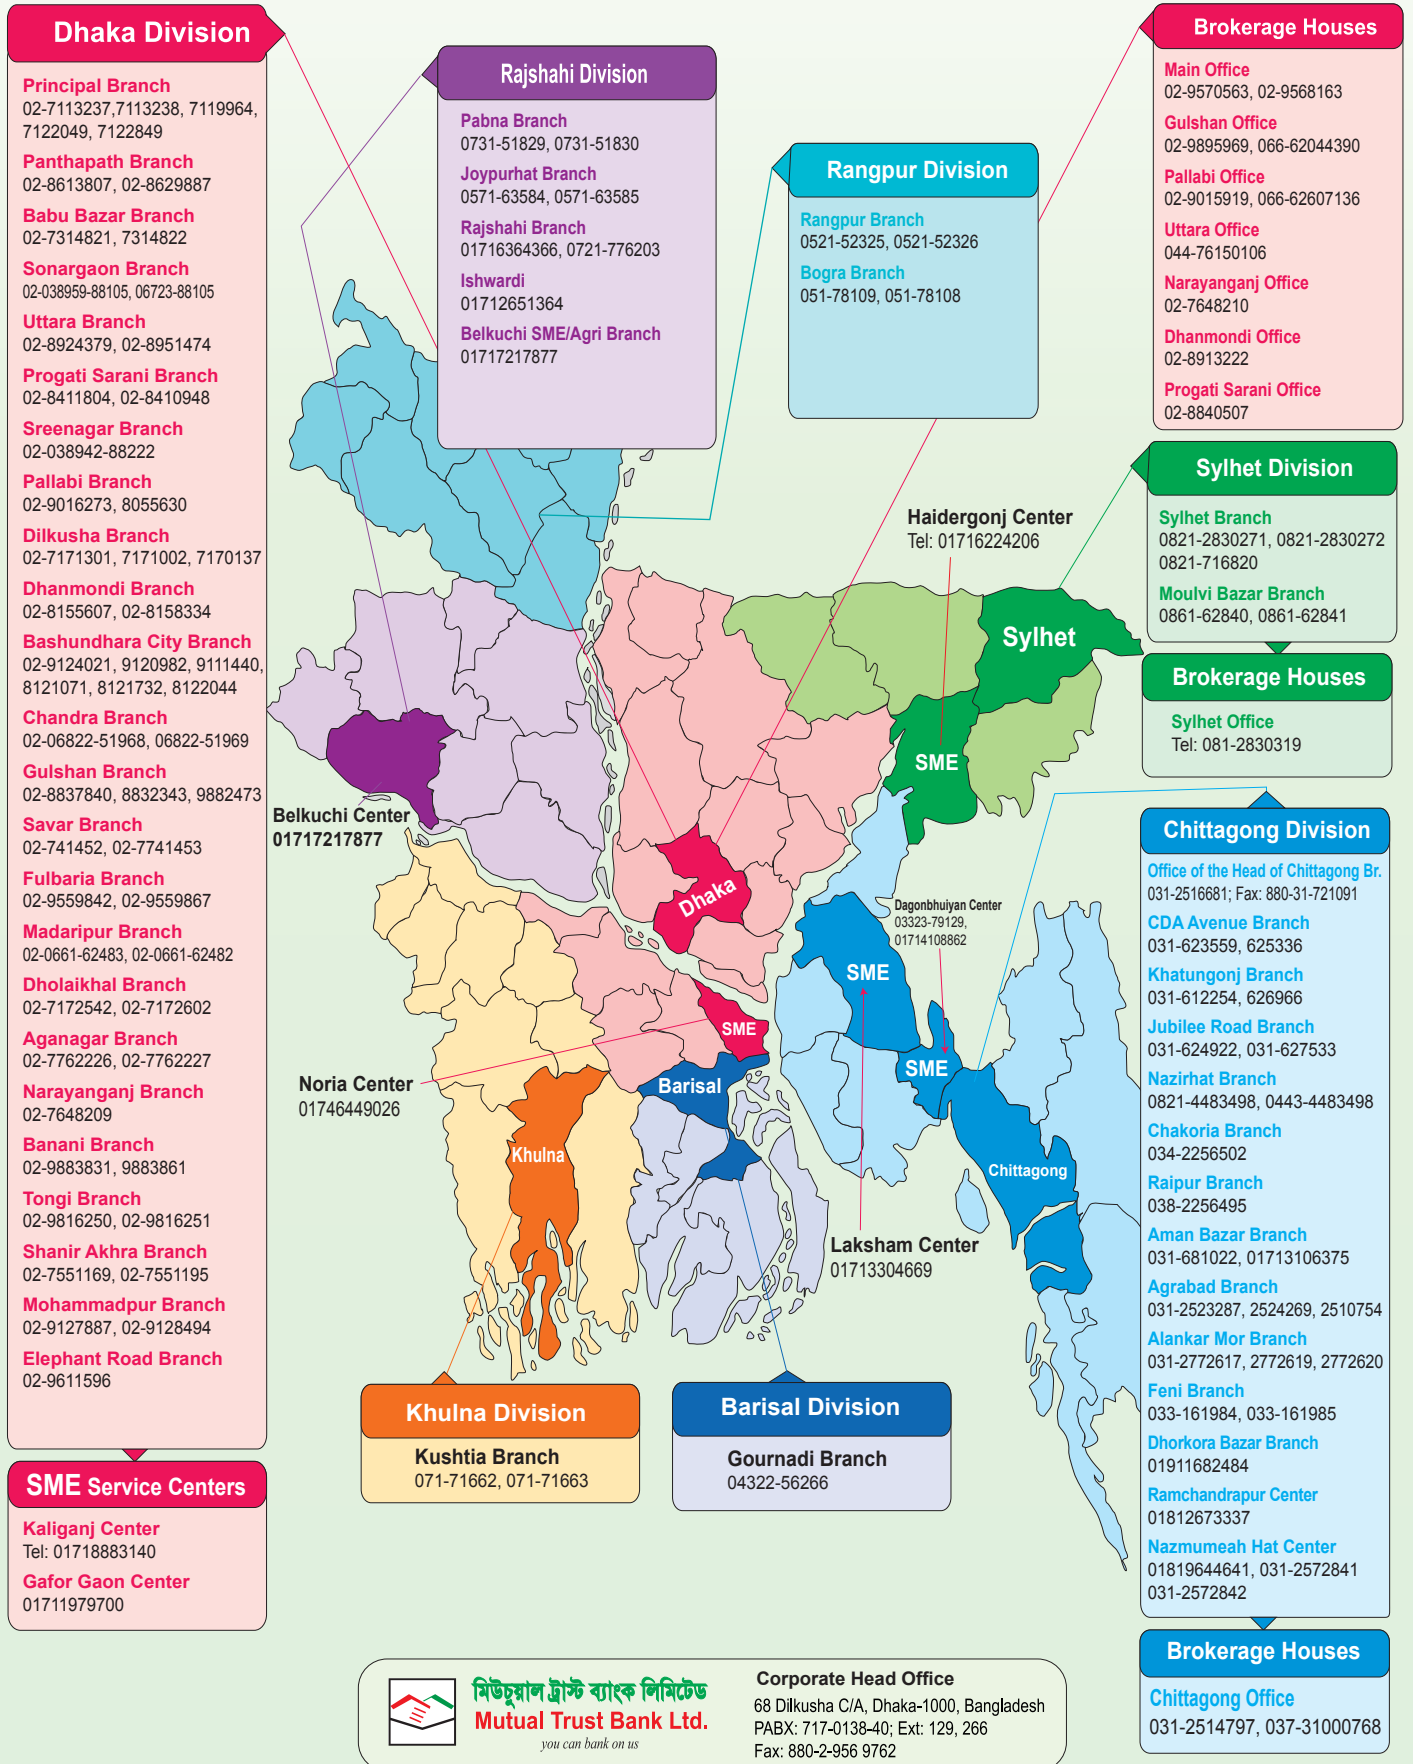 Dhaka Division
Principal Branch
02-7113237,7113238, 7119964,
7122049, 7122849
Panthapath Branch
02-8613807, 02-8629887
Babu Bazar Branch
02-7314821, 7314822
Sonargaon Branch
02-038959-88105, 06723-88105
Uttara Branch
02-8924379, 02-8951474
Progati Sarani Branch
02-8411804, 02-8410948
Sreenagar Branch
02-038942-88222
Pallabi Branch
02-9016273, 8055630
Dilkusha Branch
02-7171301, 7171002, 7170137
Dhanmondi Branch
02-8155607, 02-8158334
Bashundhara City Branch
02-9124021, 9120982, 9111440,
8121071, 8121732, 8122044
Chandra Branch
02-06822-51968, 06822-51969
Gulshan Branch
02-8837840, 8832343, 9882473
Savar Branch
02-741452, 02-7741453
Fulbaria Branch
02-9559842, 02-9559867
Madaripur Branch
02-0661-62483, 02-0661-62482
Dholaikhal Branch
02-7172542, 02-7172602
Aganagar Branch
02-7762226, 02-7762227
Narayanganj Branch
02-7648209
Banani Branch
02-9883831, 9883861
Tongi Branch
02-9816250, 02-9816251
Shanir Akhra Branch
02-7551169, 02-7551195
Mohammadpur Branch
02-9127887, 02-9128494
Elephant Road Branch
02-9611596
SME Service Centers
Kaliganj Center
Tel: 01718883140
Gafor Gaon Center
01711979700
Rajshahi Division
Pabna Branch
0731-51829, 0731-51830
Joypurhat Branch
0571-63584, 0571-63585
Rajshahi Branch
01716364366, 0721-776203
Ishwardi
01712651364
Belkuchi SME/Agri Branch
01717217877
Rangpur Division
Rangpur Branch
0521-52325, 0521-52326
Bogra Branch
051-78109, 051-78108
Brokerage Houses
Main Office
02-9570563, 02-9568163
Gulshan Office
02-9895969, 066-62044390
Pallabi Office
02-9015919, 066-62607136
Uttara Office
044-76150106
Narayanganj Office
02-7648210
Dhanmondi Office
02-8913222
Progati Sarani Office
02-8840507
Sylhet Division
Sylhet Branch
0821-2830271, 0821-2830272
0821-716820
Moulvi Bazar Branch
0861-62840, 0861-62841
Brokerage Houses
Sylhet Office
Tel: 081-2830319
Chittagong Division
Office of the Head of Chittagong Br.
031-2516681; Fax: 880-31-721091
CDA Avenue Branch
031-623559, 625336
Khatungonj Branch
031-612254, 626966
Jubilee Road Branch
031-624922, 031-627533
Nazirhat Branch
0821-4483498, 0443-4483498
Chakoria Branch
034-2256502
Raipur Branch
038-2256495
Aman Bazar Branch
031-681022, 01713106375
Agrabad Branch
031-2523287, 2524269, 2510754
Alankar Mor Branch
031-2772617, 2772619, 2772620
Feni Branch
033-161984, 033-161985
Dhorkora Bazar Branch
01911682484
Ramchandrapur Center
01812673337
Nazmumeah Hat Center
01819644641, 031-2572841
031-2572842
Brokerage Houses
Chittagong Office
031-2514797, 037-31000768
Haidergonj Center
Tel: 01716224206
Sylhet
SME
Belkuchi Center
01717217877
Dhaka
Dagonbhuiyan Center
03323-79129,
01714108862
SME
SME
SME
Noria Center
01746449026
Barisal
Khulna
Chittagong
Laksham Center
01713304669
Khulna Division
Kushtia Branch
071-71662, 071-71663
Barisal Division
Gournadi Branch
04322-56266
মিউচুয়াল ট্রাস্ট ব্যাংক লিমিটেড
Mutual Trust Bank Ltd.
you can bank on us
Corporate Head Office
68 Dilkusha C/A, Dhaka-1000, Bangladesh
PABX: 717-0138-40; Ext: 129, 266
Fax: 880-2-956 9762